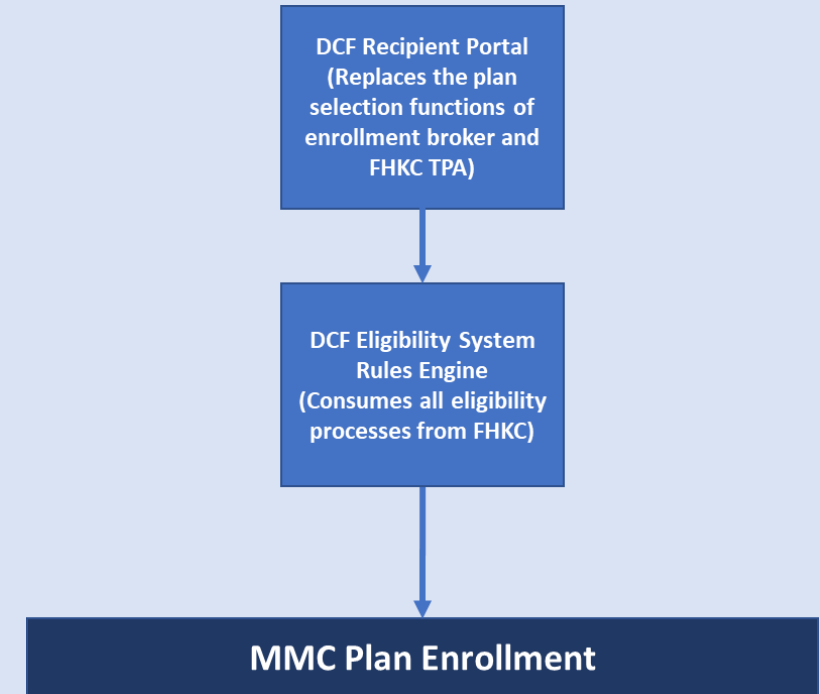 DCF Recipient Portal
(Replaces the plan
selection functions of
enrollment broker and
FHKC TPA)
DCF Eligibility System
Rules Engine
(Consumes all eligibility
processes from FHKC)
MMC Plan Enrollment